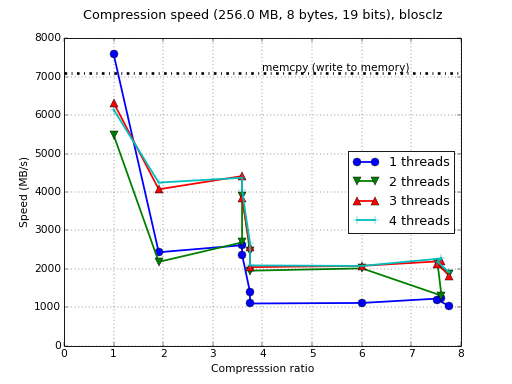 Compression speed (256.0 MB, 8 bytes, 19 bits), blosclz
8000
7000
6000
5000
4000
3000
2000
1000
0
Speed (MB/s)
memcpy (write to memory)
1 threads
2 threads
3 threads
4 threads
0 1 2 3 4 5 6 7 8
Compresssion ratio